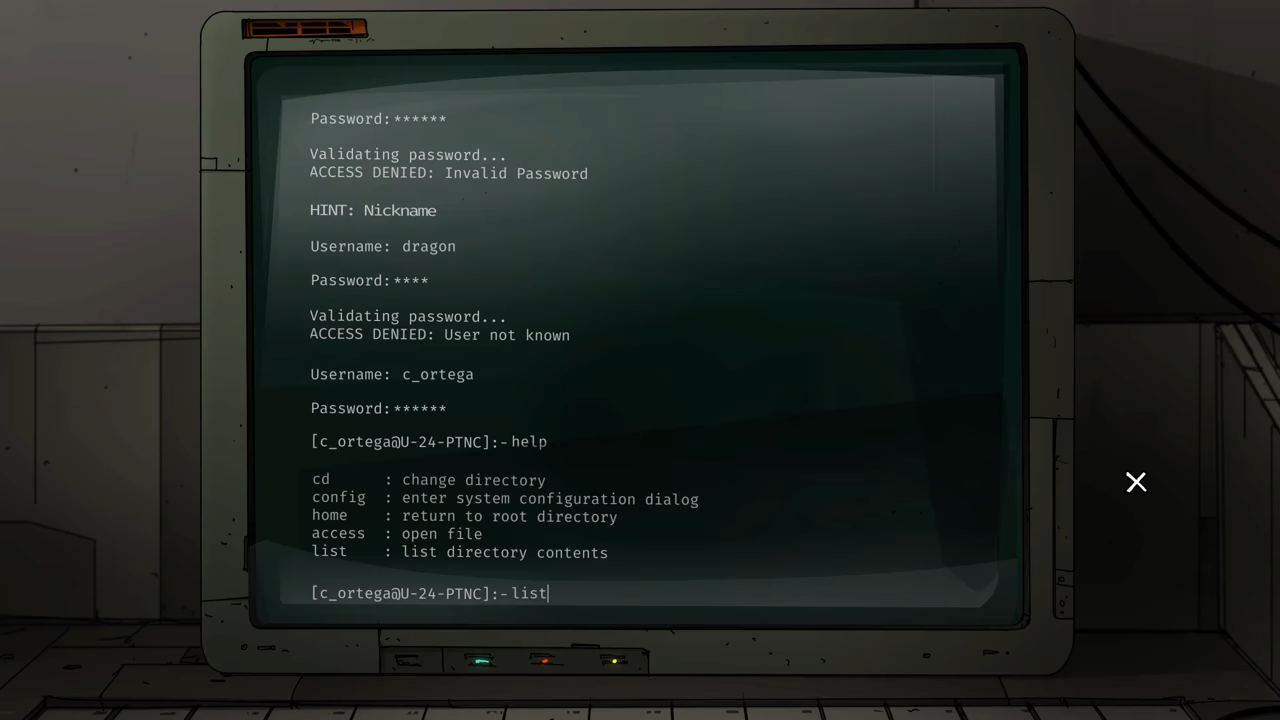 Password:******
Validating password...
ACCESS DENIED: Invalid Password
HINT: Nickname
Username: dragon
Password:****
Validating password...
ACCESS DENIED: User not known
Username: c_ortega
Password:******
[c_ortega@U-24-PTNC]:-help
cd : change directory
config : enter system configuration dialog
home : return to root directory
access : open file
list : list directory contents
[c_ortega@U-24-PTNC]:-list